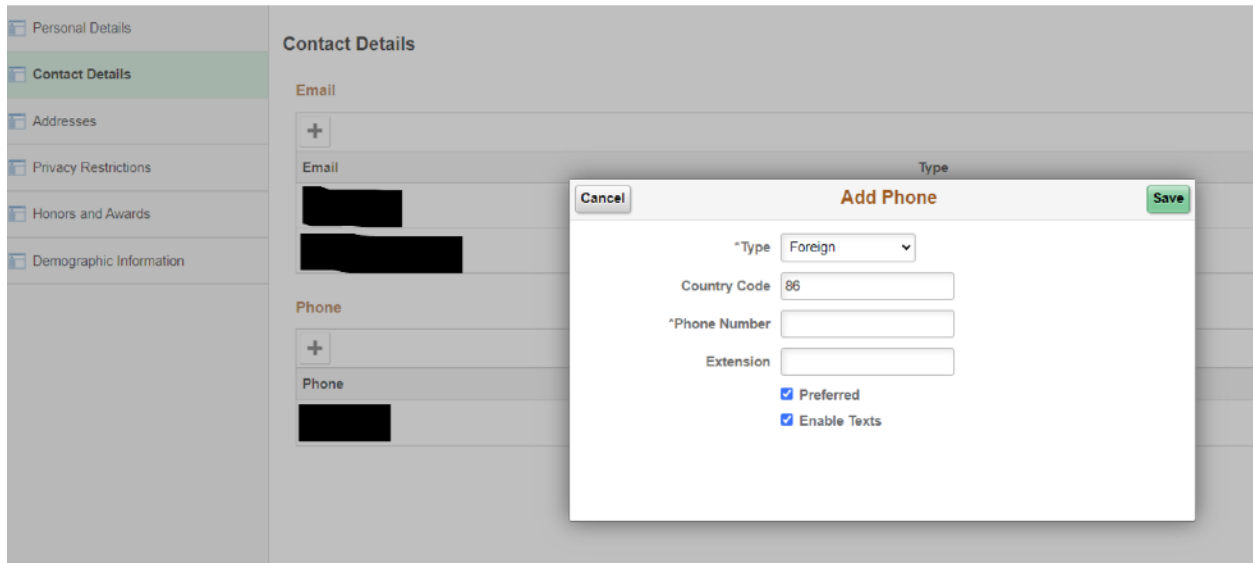 Personal Details
Contact Details
Addresses
Privacy Restrictions
Honors and Awards
Demographic Information
Contact Details
Email
+
Email Type
Phone
+
Phone
Cancel Add Phone Save
*Type Foreign
Country Code 86
*Phone Number
Extension
Preferred
Enable Texts